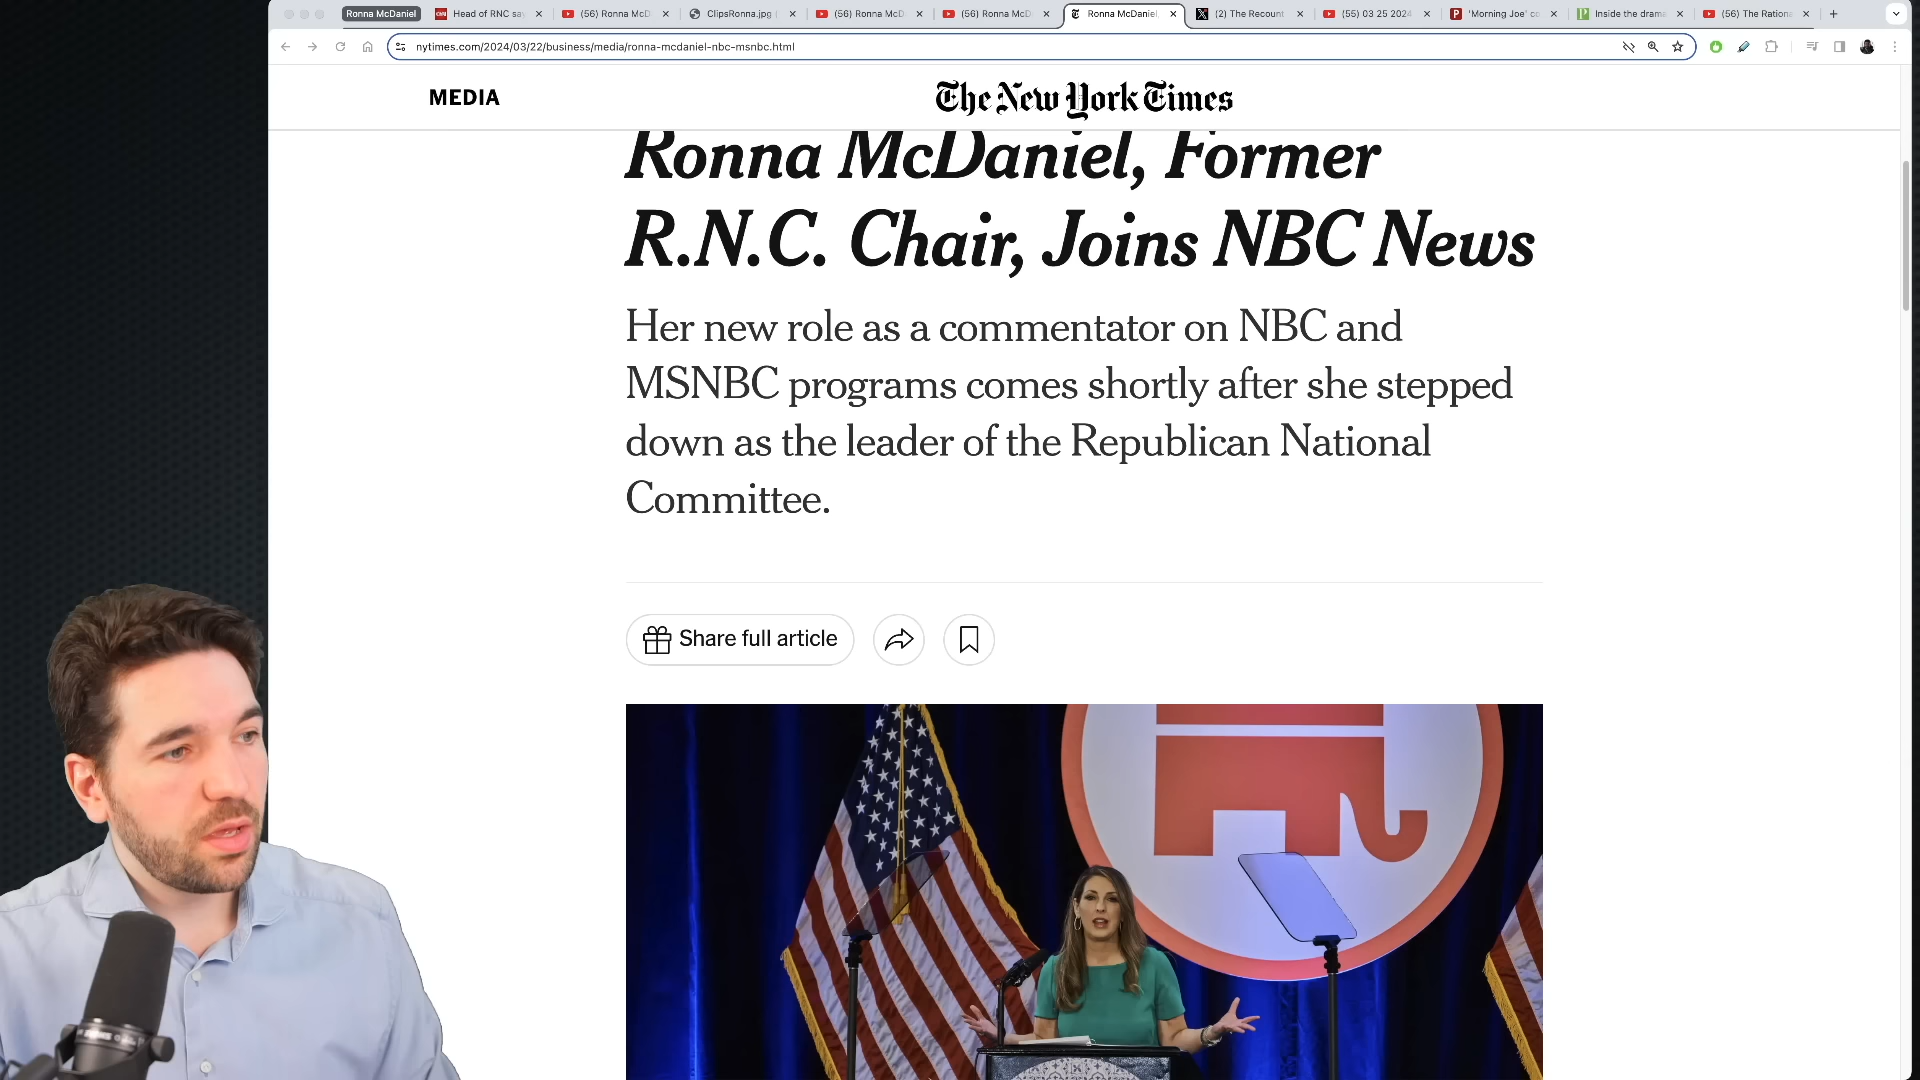 Ronna McDaniel
Head of RNC sa
(56) Ronna McD
ClipsRonna.jpg
(56) Ronna McD
(56) Ronna McD
Ronna McDaniel,
(2) The Recount
(55) 03 25 2024
'Morning Joe' co
Inside the drama
(56) The Rationa
nytimes.com/2024/03/22/business/media/ronna-mcdaniel-nbc-msnbc.html
MEDIA
The New York Times
Ronna McDaniel, Former
R.N.C. Chair, Joins NBC News
Her new role as a commentator on NBC and
MSNBC programs comes shortly after she stepped
down as the leader of the Republican National
Committee.
Share full article